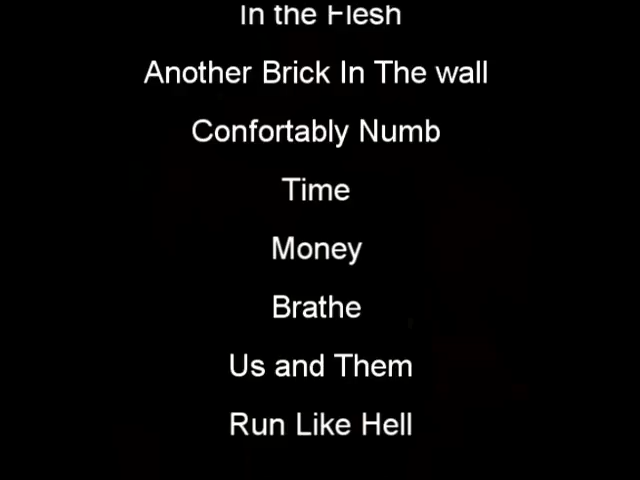 In the Flesh
Another Brick In The wall
Confortably Numb
Time
Money
Brathe
Us and Them
Run Like Hell